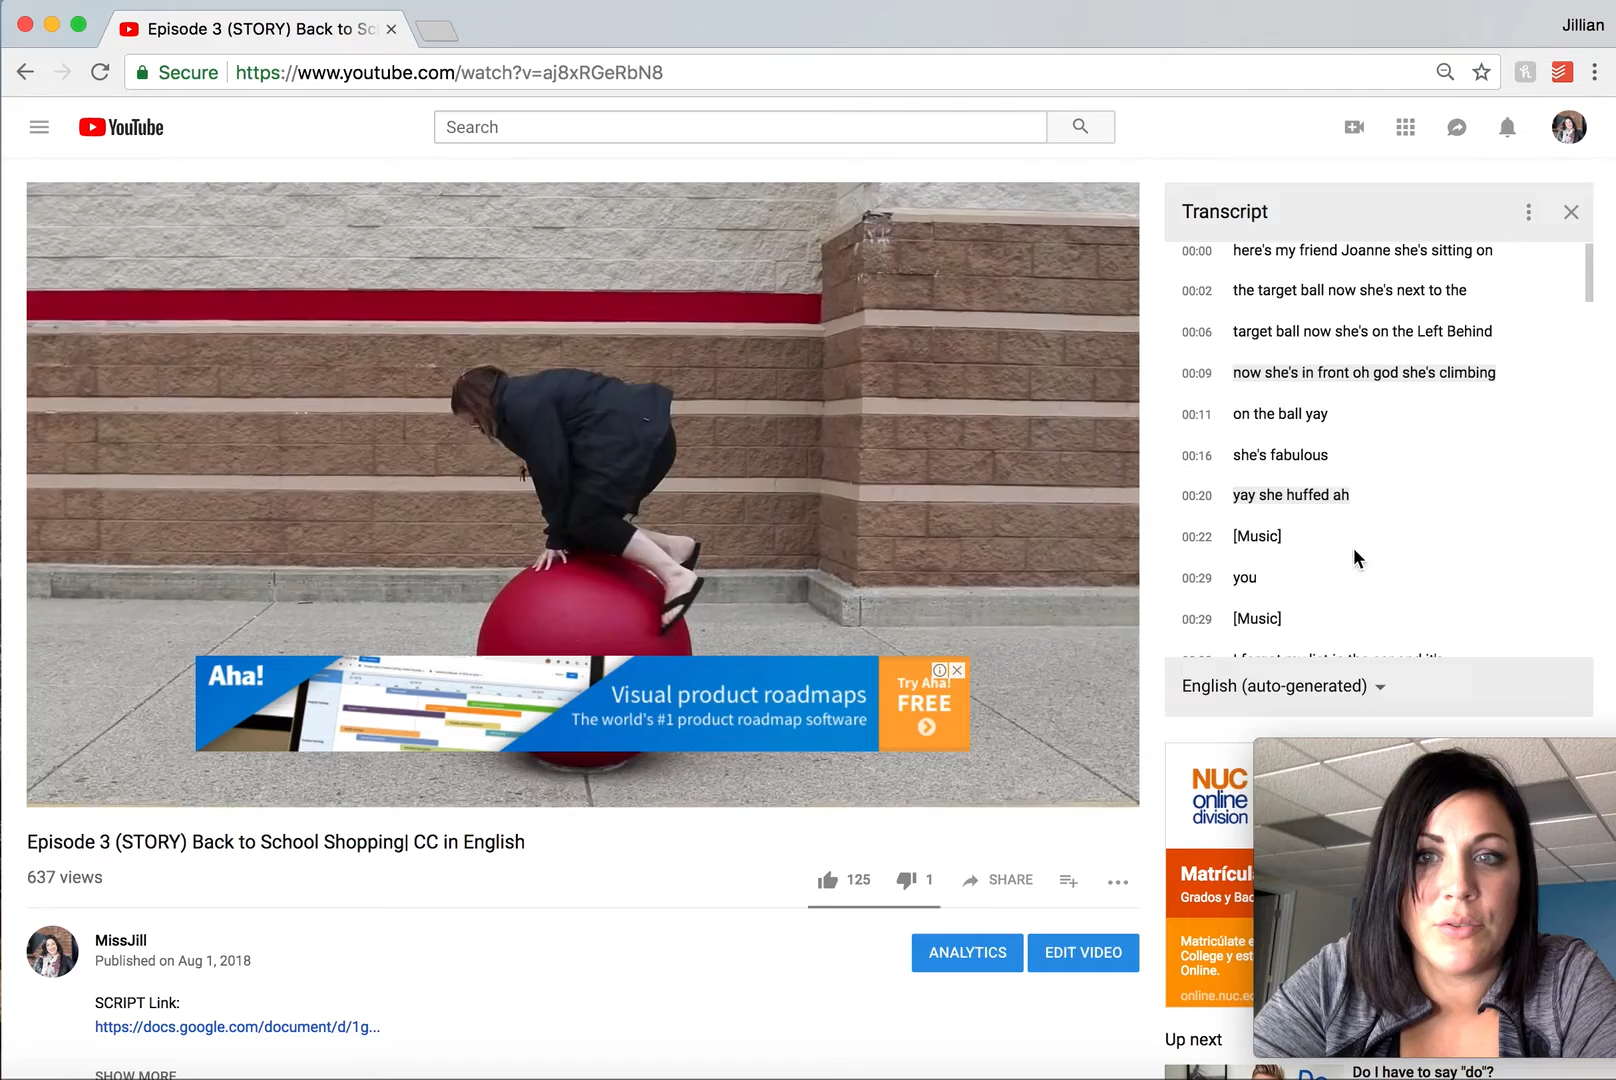 Episode 3 (STORY) Back to Sc
Jillian
Secure
https://www.youtube.com/watch?v=aj8xRGeRbN8
YouTube
Search
Transcript
00:00 here's my friend Joanne she's sitting on
00:02 the target ball now she's next to the
00:06 target ball now she's on the Left Behind
00:09 now she's in front oh god she's climbing
00:11 on the ball yay
00:16 she's fabulous
00:20 yay she huffed ah
00:22 [Music]
00:29 you
00:29 [Music]
English (auto-generated)
Aha!
Visual product roadmaps
The world's #1 product roadmap software
Try Aha!
FREE
Episode 3 (STORY) Back to School Shopping| CC in English
637 views
125
1
SHARE
MissJill
Published on Aug 1, 2018
ANALYTICS
EDIT VIDEO
SCRIPT Link:
https://docs.google.com/document/d/1g...
SHOW MORE
NUC
online
division
Matrícul
Grados y Bac
Matricúlate e
College y est
Online.
online.nuc.ed
Up next
Do I have to say "do"?
Do